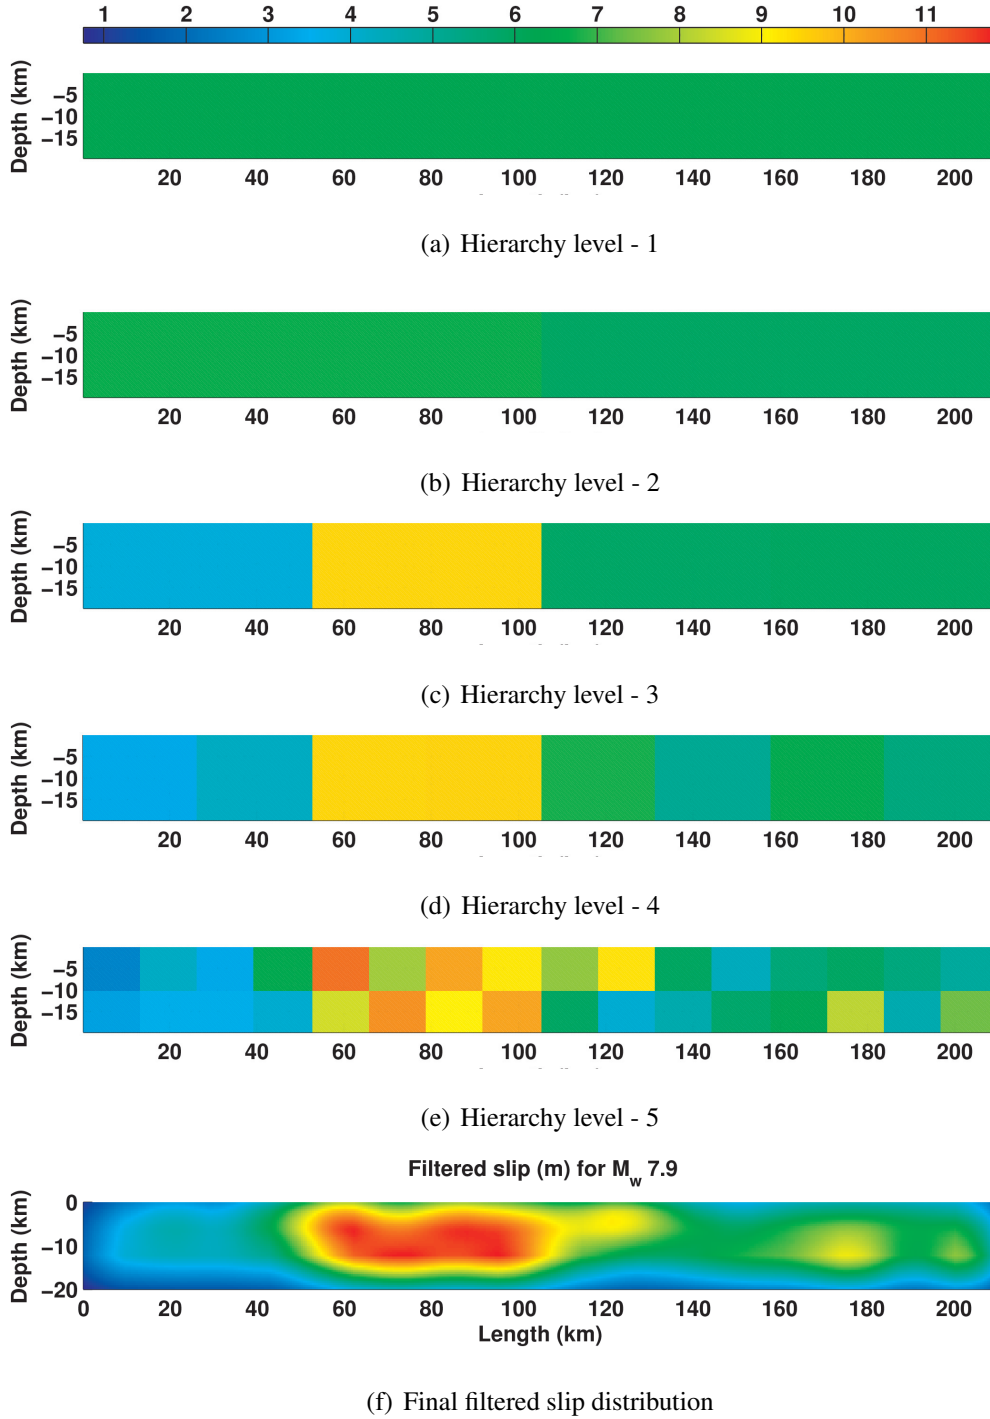 1 2 3 4 5 6 7 8 9 10 11
Depth (km)
−5
−10
−15
20 40 60 80 100 120 140 160 180 200
(a) Hierarchy level - 1
Depth (km)
−5
−10
−15
20 40 60 80 100 120 140 160 180 200
(b) Hierarchy level - 2
Depth (km)
−5
−10
−15
20 40 60 80 100 120 140 160 180 200
(c) Hierarchy level - 3
Depth (km)
−5
−10
−15
20 40 60 80 100 120 140 160 180 200
(d) Hierarchy level - 4
Depth (km)
−5
−10
−15
20 40 60 80 100 120 140 160 180 200
(e) Hierarchy level - 5
Filtered slip (m) for Mw 7.9
Depth (km)
0
−10
−20
0 20 40 60 80 100 120 140 160 180 200
Length (km)
(f) Final filtered slip distribution